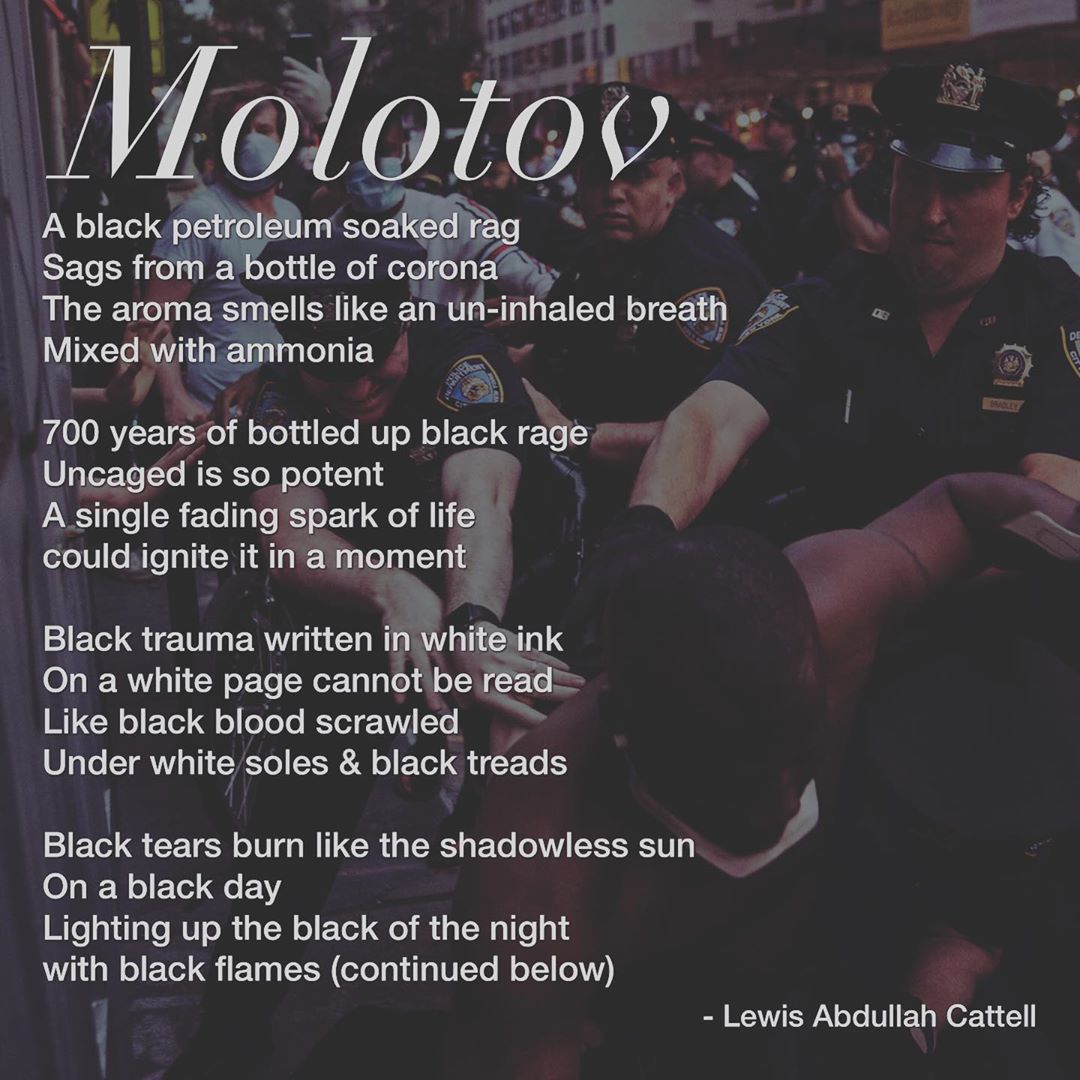 Molotov
A black petroleum soaked rag
Sags from a bottle of corona
The aroma smells like an un-inhaled breath
Mixed with ammonia
700 years of bottled up black rage
Uncaged is so potent
A single fading spark of life
could ignite it in a moment
Black trauma written in white ink
On a white page cannot be read
Like black blood scrawled
Under white soles & black treads
Black tears burn like the shadowless sun
On a black day
Lighting up the black of the night
with black flames (continued below)
- Lewis Abdullah Cattell
POLICE
DEPARTMENT
BRADLEY